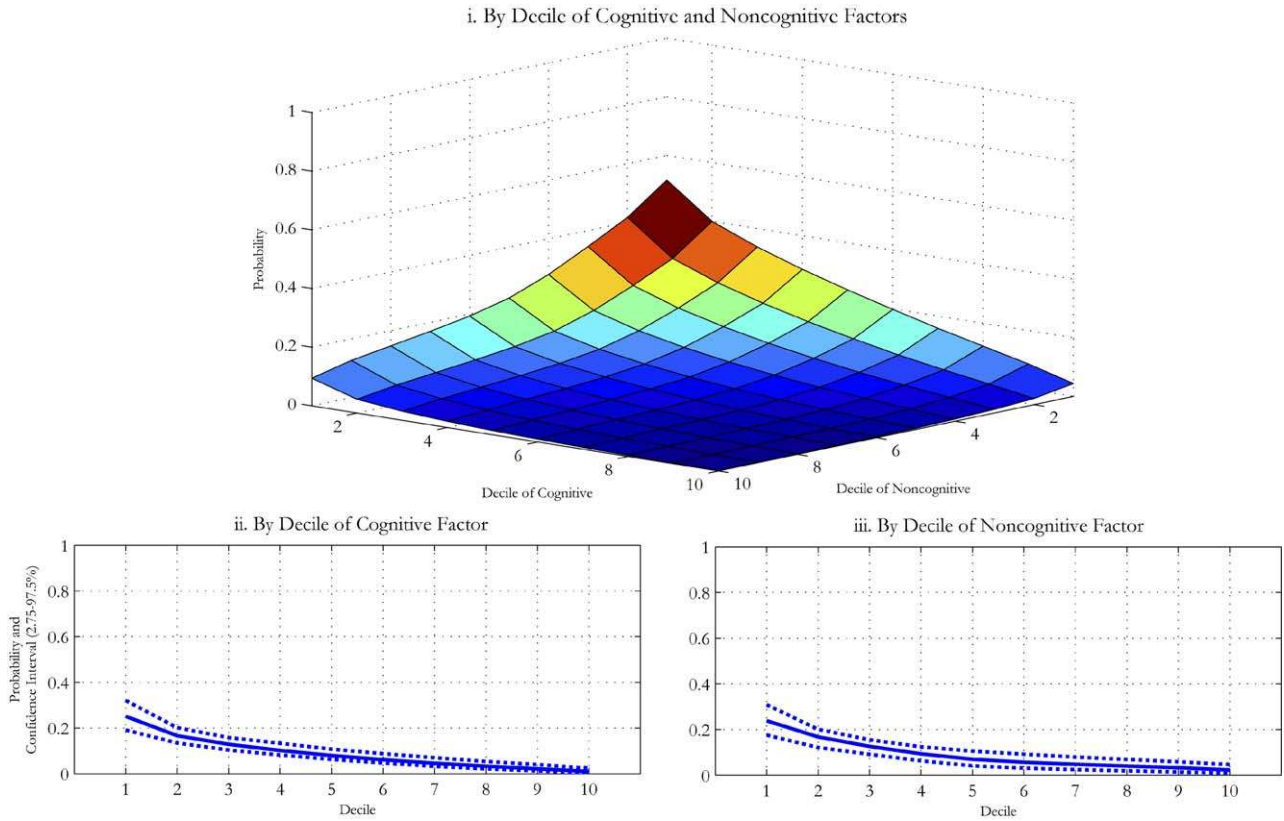 i. By Decile of Cognitive and Noncognitive Factors
1
0.8
0.6
0.4
0.2
0
Probability
2
4
6
8
10
Decile of Cognitive
10
8
6
4
2
Decile of Noncognitive
ii. By Decile of Cognitive Factor
Probability and
Confidence Interval (2.75-97.5%)
1
0.8
0.6
0.4
0.2
0
1 2 3 4 5 6 7 8 9 10
Decile
iii. By Decile of Noncognitive Factor
1
0.8
0.6
0.4
0.2
0
1 2 3 4 5 6 7 8 9 10
Decile